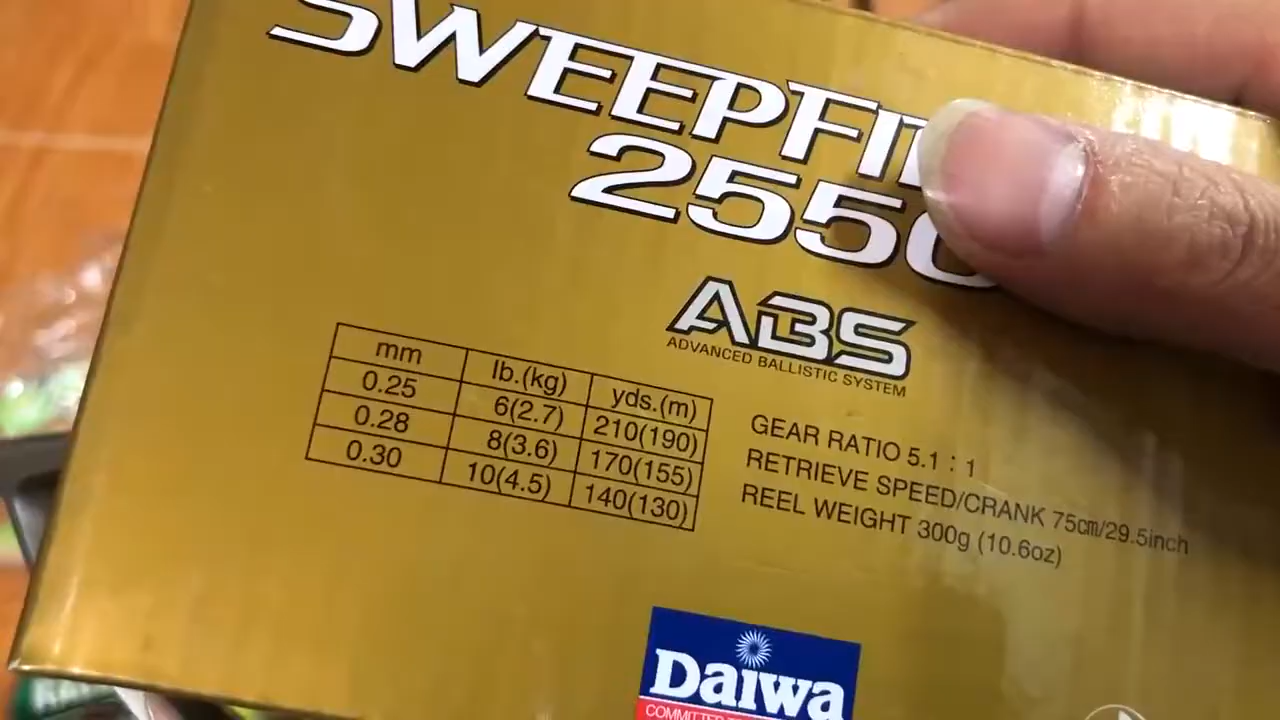 SWEEPFI
2550
ABS
ADVANCED BALLISTIC SYSTEM
mm lb.(kg) yds.(m)
0.25 6(2.7) 210(190)
0.28 8(3.6) 170(155)
0.30 10(4.5) 140(130)
GEAR RATIO 5.1 : 1
RETRIEVE SPEED/CRANK 75cm/29.5inch
REEL WEIGHT 300g (10.6oz)
Daiwa
COMMITTED